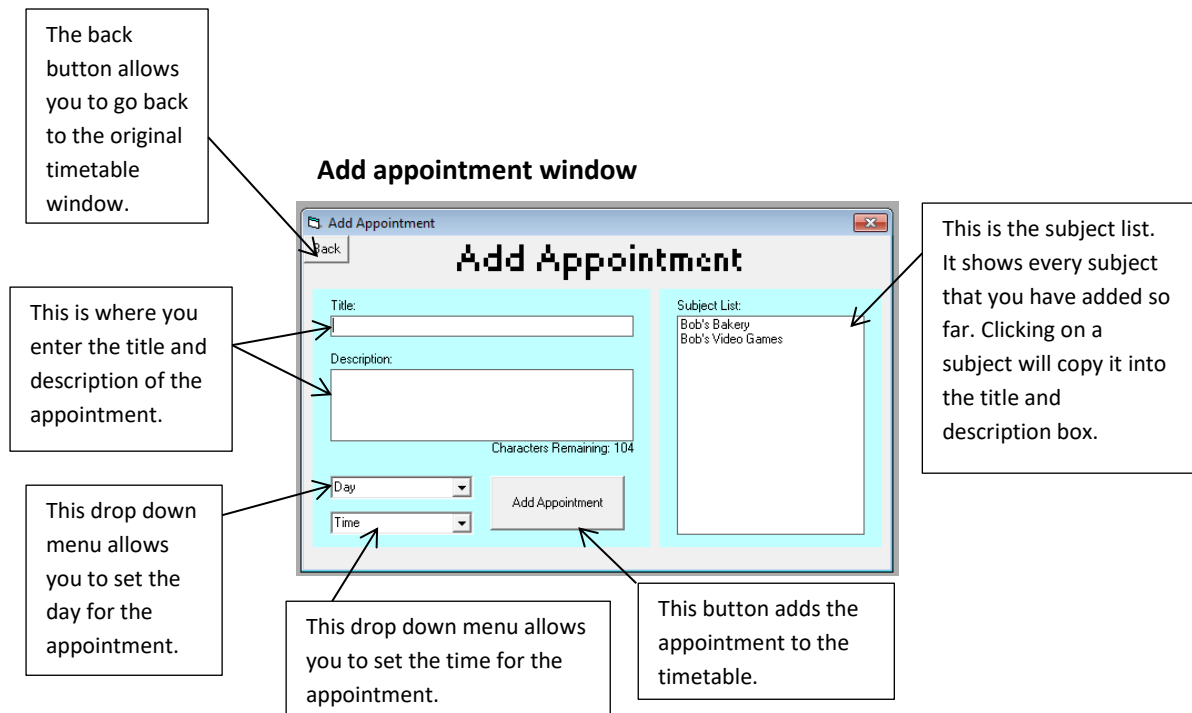 The back
button allows
you to go back
to the original
timetable
window.
Add appointment window
Add Appointment
Back
Add Appointment
This is where you
enter the title and
description of the
appointment.
Title:
Description:
Characters Remaining: 104
Subject List:
Bob's Bakery
Bob's Video Games
This is the subject list.
It shows every subject
that you have added so
far. Clicking on a
subject will copy it into
the title and
description box.
This drop down
menu allows
you to set the
day for the
appointment.
Day
Time
Add Appointment
This drop down menu allows
you to set the time for the
appointment.
This button adds the
appointment to the
timetable.